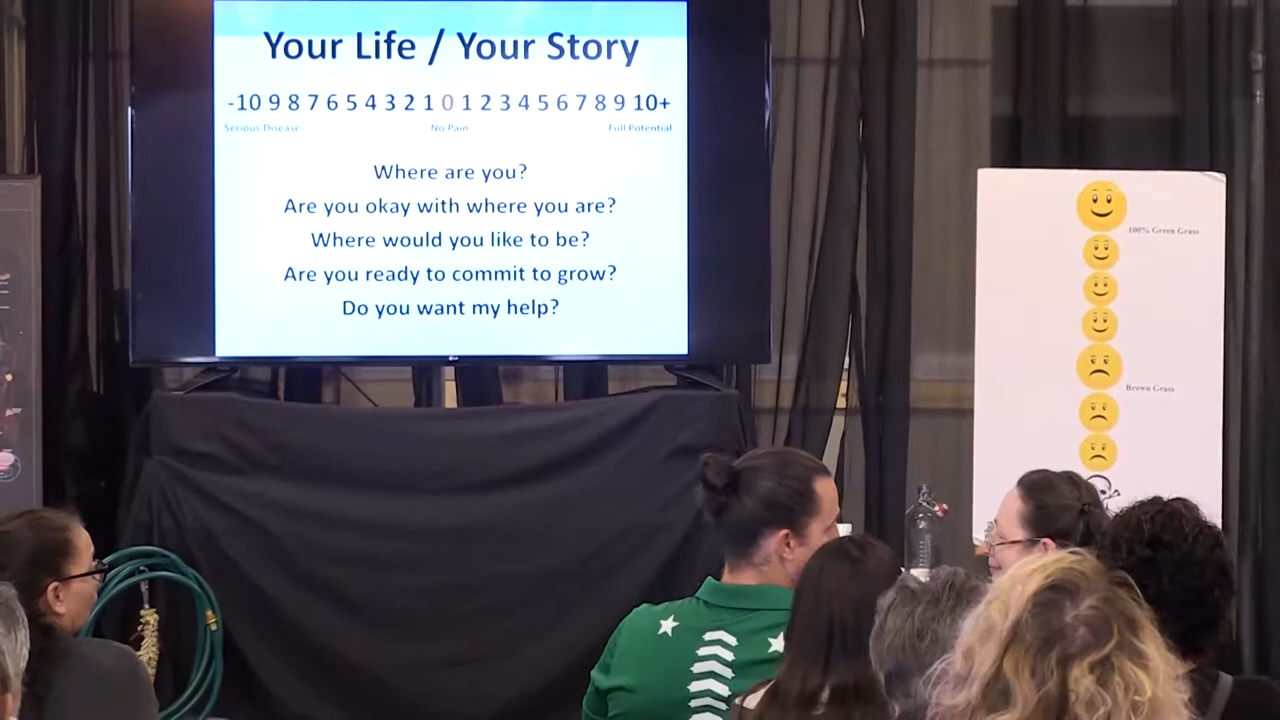 Your Life / Your Story
-10 9 8 7 6 5 4 3 2 1 0 1 2 3 4 5 6 7 8 9 10+
Serious Disease No Pain Full Potential
Where are you?
Are you okay with where you are?
Where would you like to be?
Are you ready to commit to grow?
Do you want my help?
100% Green Grass
Brown Grass